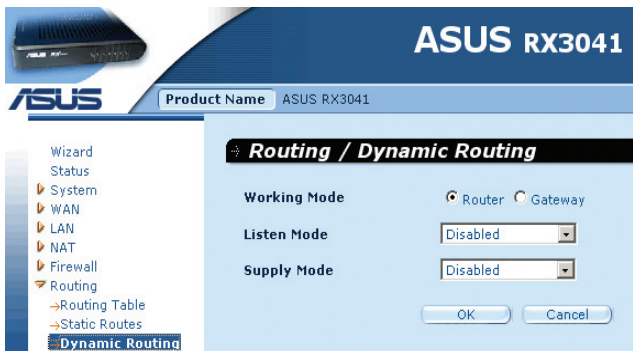 ASUS RX3041
ASUS
Product Name ASUS RX3041
Wizard
Status
System
WAN
LAN
NAT
Firewall
Routing
Routing Table
Static Routes
Dynamic Routing
Routing / Dynamic Routing
Working Mode Router Gateway
Listen Mode Disabled
Supply Mode Disabled
OK Cancel